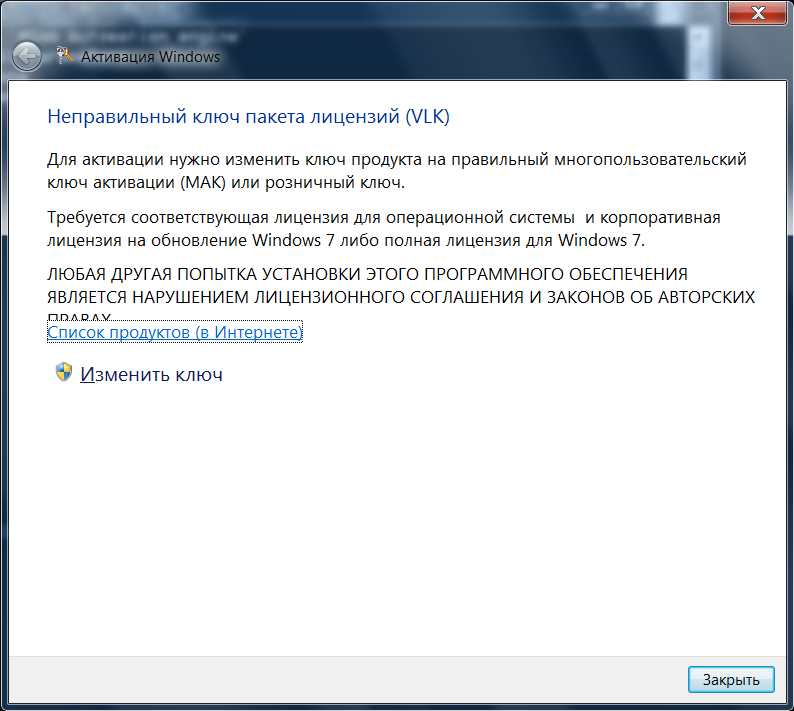 Активация Windows
Неправильный ключ пакета лицензий (VLK)
Для активации нужно изменить ключ продукта на правильный многопользовательский
ключ активации (MAK) или розничный ключ.
Требуется соответствующая лицензия для операционной системы  и корпоративная
лицензия на обновление Windows 7 либо полная лицензия для Windows 7.
ЛЮБАЯ ДРУГАЯ ПОПЫТКА УСТАНОВКИ ЭТОГО ПРОГРАММНОГО ОБЕСПЕЧЕНИЯ
ЯВЛЯЕТСЯ НАРУШЕНИЕМ ЛИЦЕНЗИОННОГО СОГЛАШЕНИЯ И ЗАКОНОВ ОБ АВТОРСКИХ
ПРАВАХ
Список продуктов (в Интернете)
Изменить ключ
Закрыть